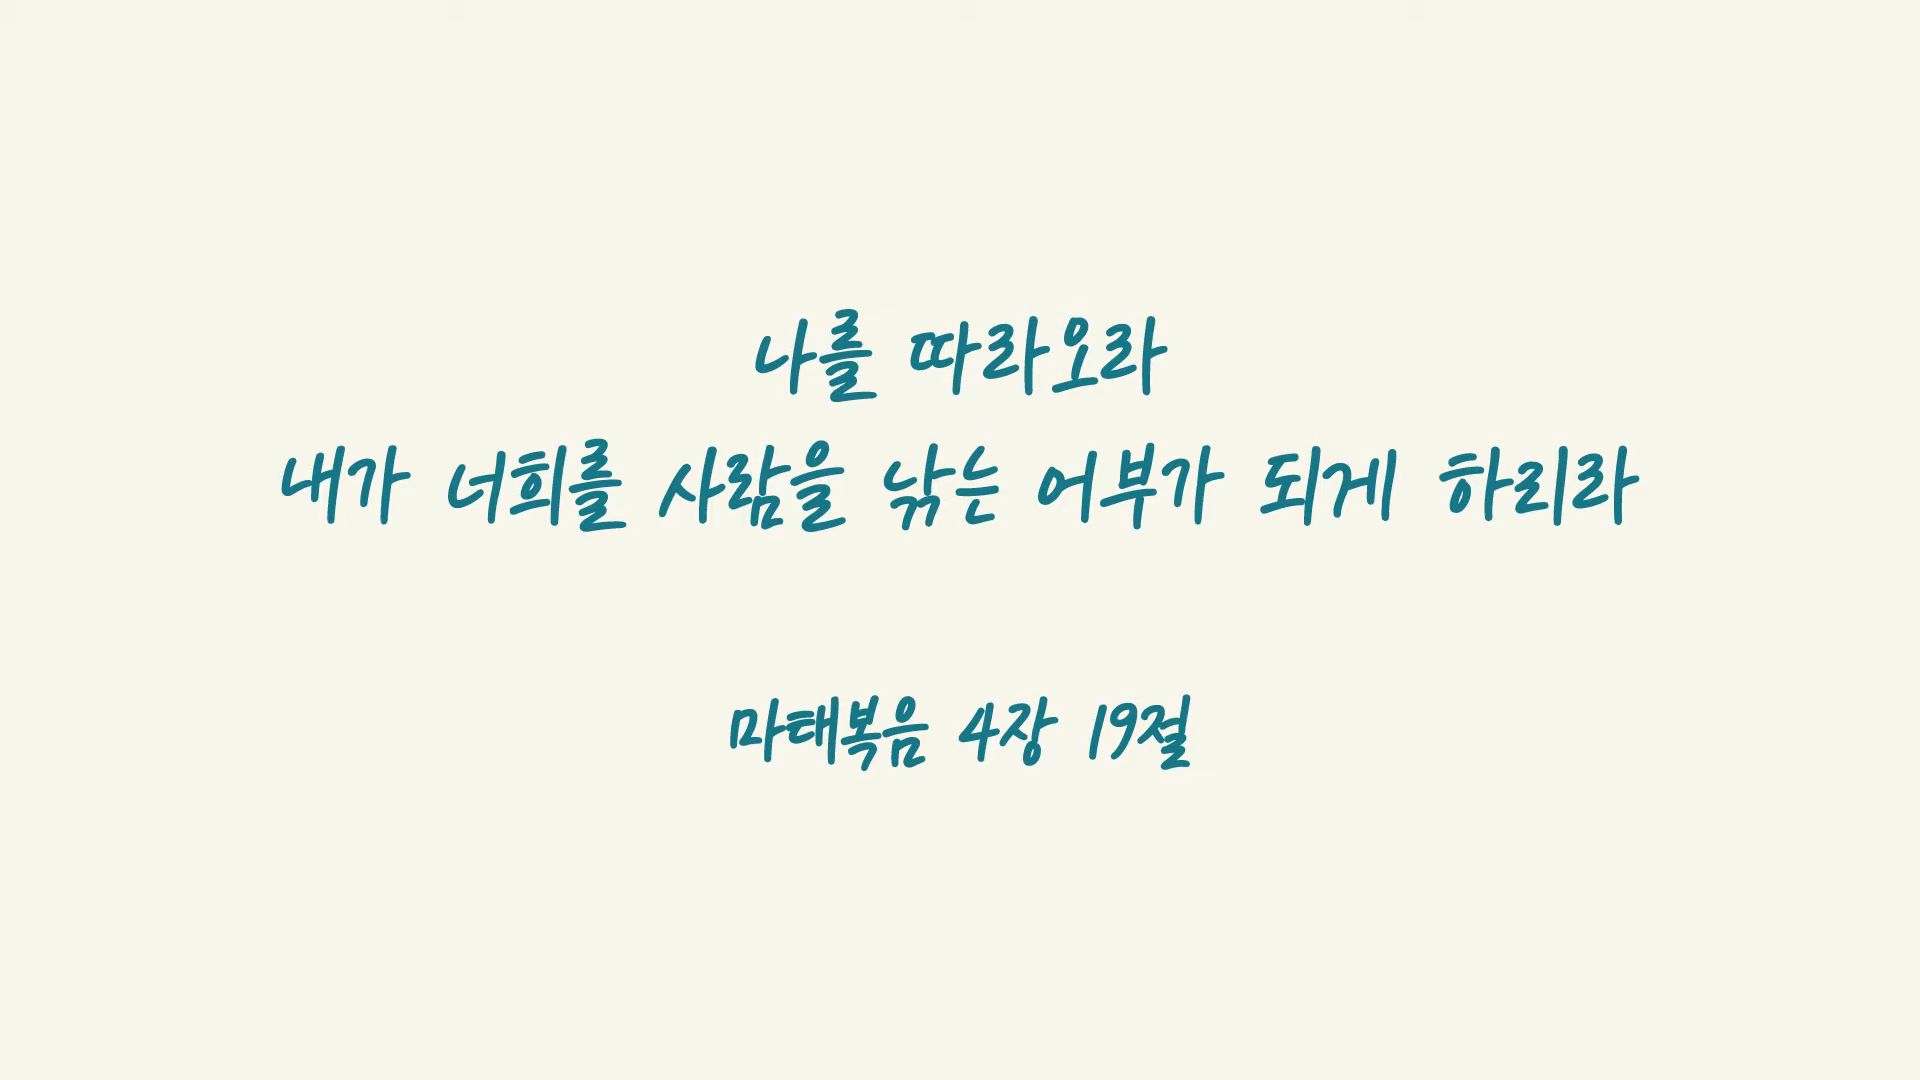 나를 따라오라
내가 너희를 사람을 낚는 어부가 되게 하리라
마태복음 4장 19절